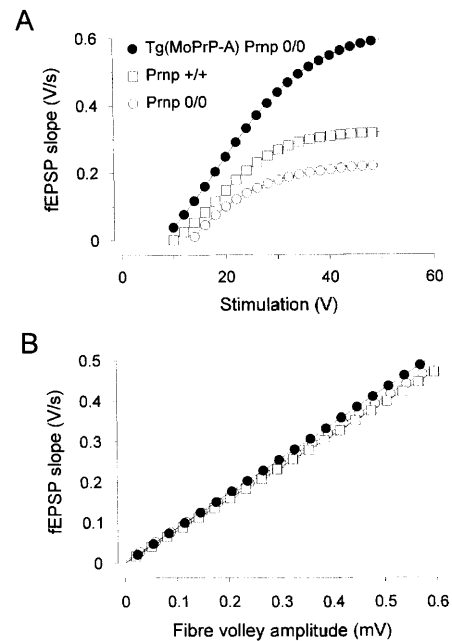 A
0.6
0.4
0.2
0
fEPSP slope (V/s)
Tg(MoPrP-A) Prnp 0/0
Prnp +/+
Prnp 0/0
0
20
40
60
Stimulation (V)
B
0.5
0.4
0.3
0.2
0.1
0
fEPSP slope (V/s)
0
0.1
0.2
0.3
0.4
0.5
0.6
Fibre volley amplitude (mV)